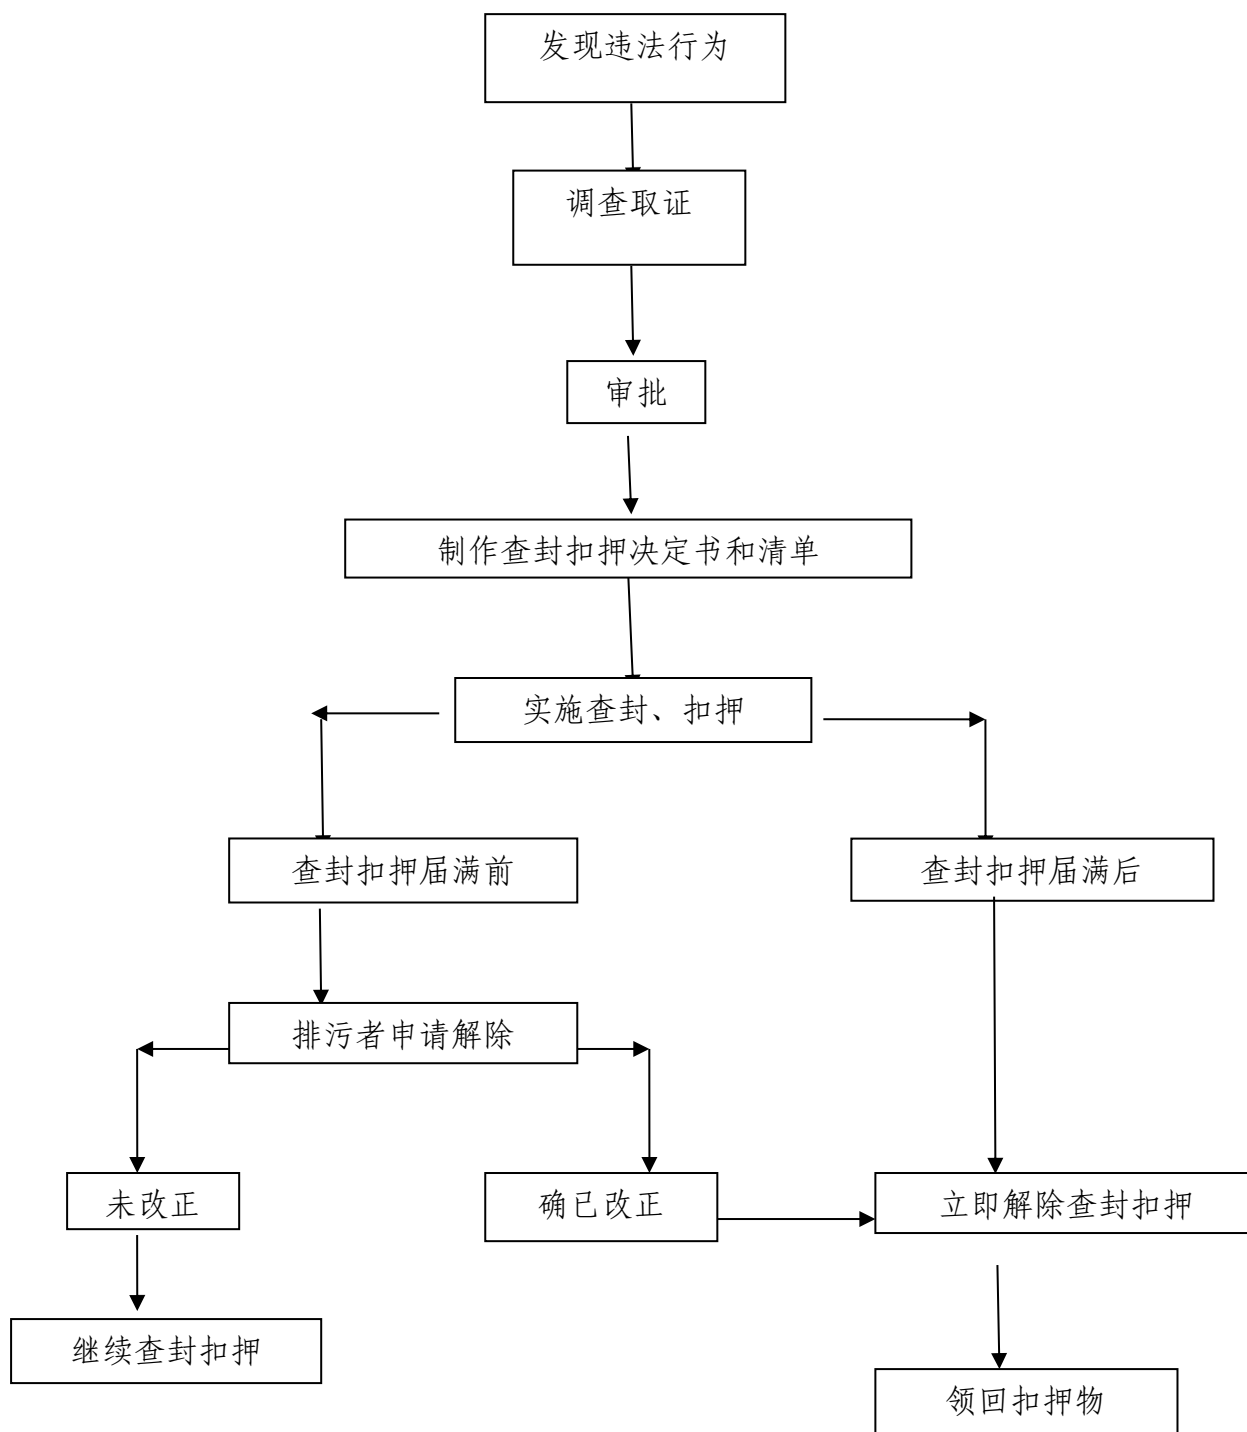 发现违法行为
调查取证
审批
制作查封扣押决定书和清单
实施查封、扣押
查封扣押届满前
查封扣押届满后
排污者申请解除
未改正
确已改正
立即解除查封扣押
继续查封扣押
领回扣押物